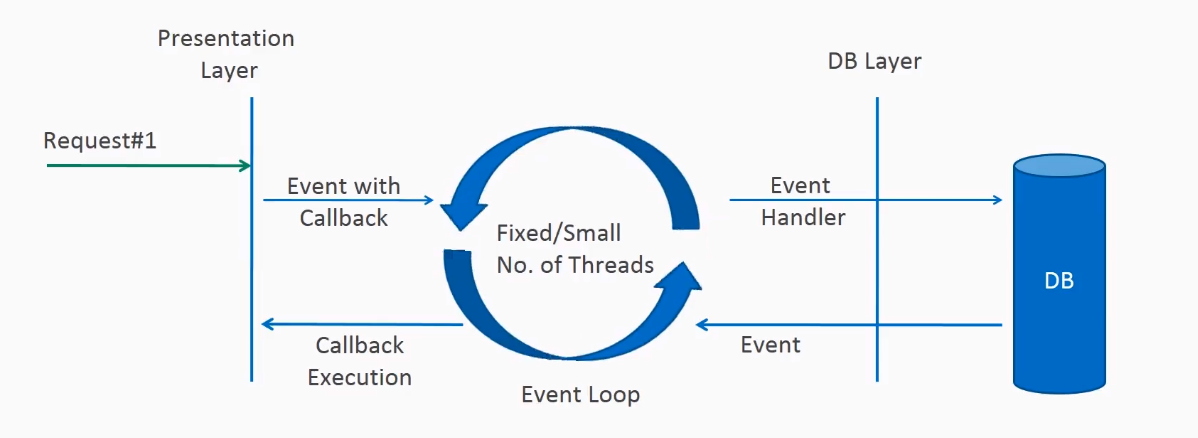 Presentation
Layer
DB Layer
Request#1
Event with
Callback
Event
Handler
Fixed/Small
No. of Threads
DB
Callback
Execution
Event
Event Loop